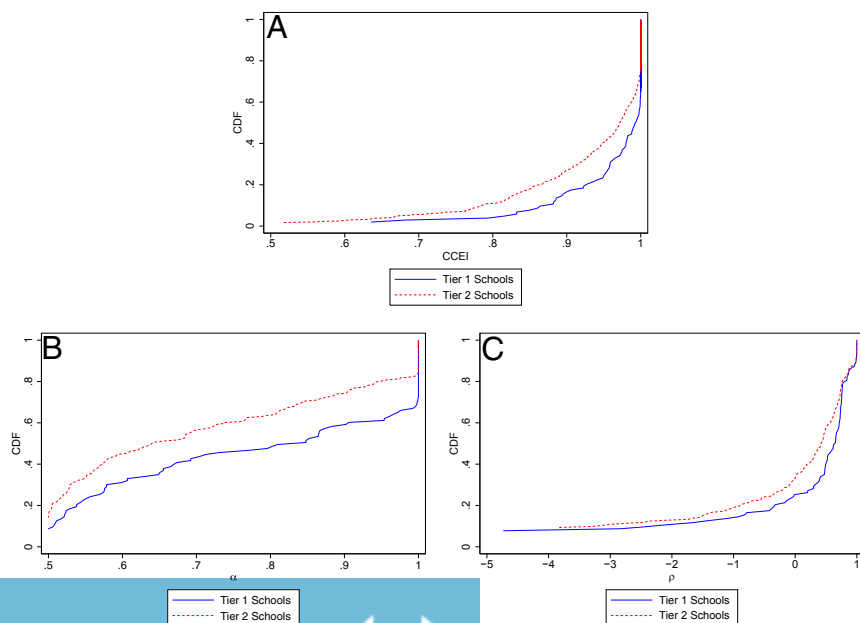 A
CDF
0 .2 .4 .6 .8 1
.5 .6 .7 .8 .9 1
CCEI
Tier 1 Schools
Tier 2 Schools
B
CDF
0 .2 .4 .6 .8 1
.5 .6 .7 .8 .9 1
α
Tier 1 Schools
Tier 2 Schools
C
CDF
0 .2 .4 .6 .8 1
−5 −4 −3 −2 −1 0 1
ρ
Tier 1 Schools
Tier 2 Schools